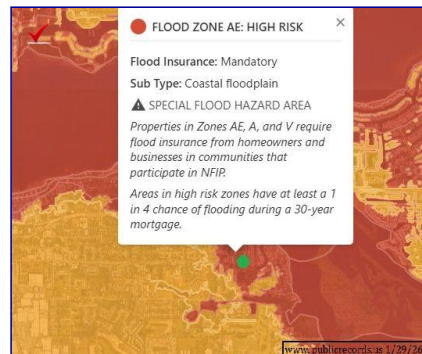 FLOOD ZONE AE: HIGH RISK
Flood Insurance: Mandatory
Sub Type: Coastal floodplain
SPECIAL FLOOD HAZARD AREA
Properties in Zones AE, A, and V require
flood insurance from homeowners and
businesses in communities that
participate in NFIP.
Areas in high risk zones have at least a 1
in 4 chance of flooding during a 30-year
mortgage.
www.publicrecords.us 1/29/26